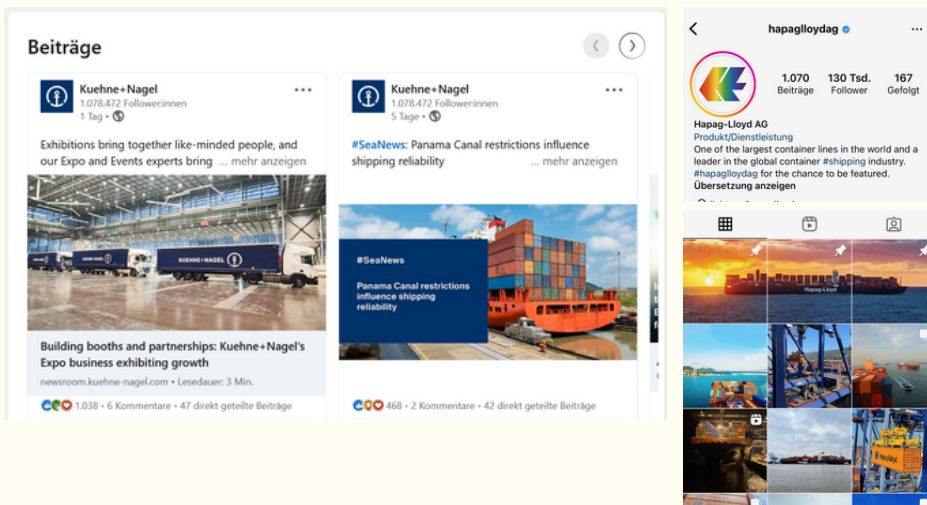 Beiträge
Kuehne+Nagel
1.078.472 Follower:innen
1 Tag •
Exhibitions bring together like-minded people, and
our Expo and Events experts bring ... mehr anzeigen
KUEHNE+NAGEL
Building booths and partnerships: Kuehne+Nagel's
Expo business exhibiting growth
newsroom.kuehne-nagel.com • Lesedauer: 3 Min.
1.038 • 6 Kommentare • 47 direkt geteilte Beiträge
Kuehne+Nagel
1.078.472 Follower:innen
5 Tage •
#SeaNews: Panama Canal restrictions influence
shipping reliability ... mehr anzeigen
#SeaNews
Panama Canal restrictions
influence shipping
reliability
468 • 2 Kommentare • 42 direkt geteilte Beiträge
hapaglloydag
1.070 130 Tsd. 167
Beiträge Follower Gefolgt
Hapag-Lloyd AG
Produkt/Dienstleistung
One of the largest container lines in the world and a
leader in the global container #shipping industry.
#hapaglloydag for the chance to be featured.
Übersetzung anzeigen
Hapag-Lloyd